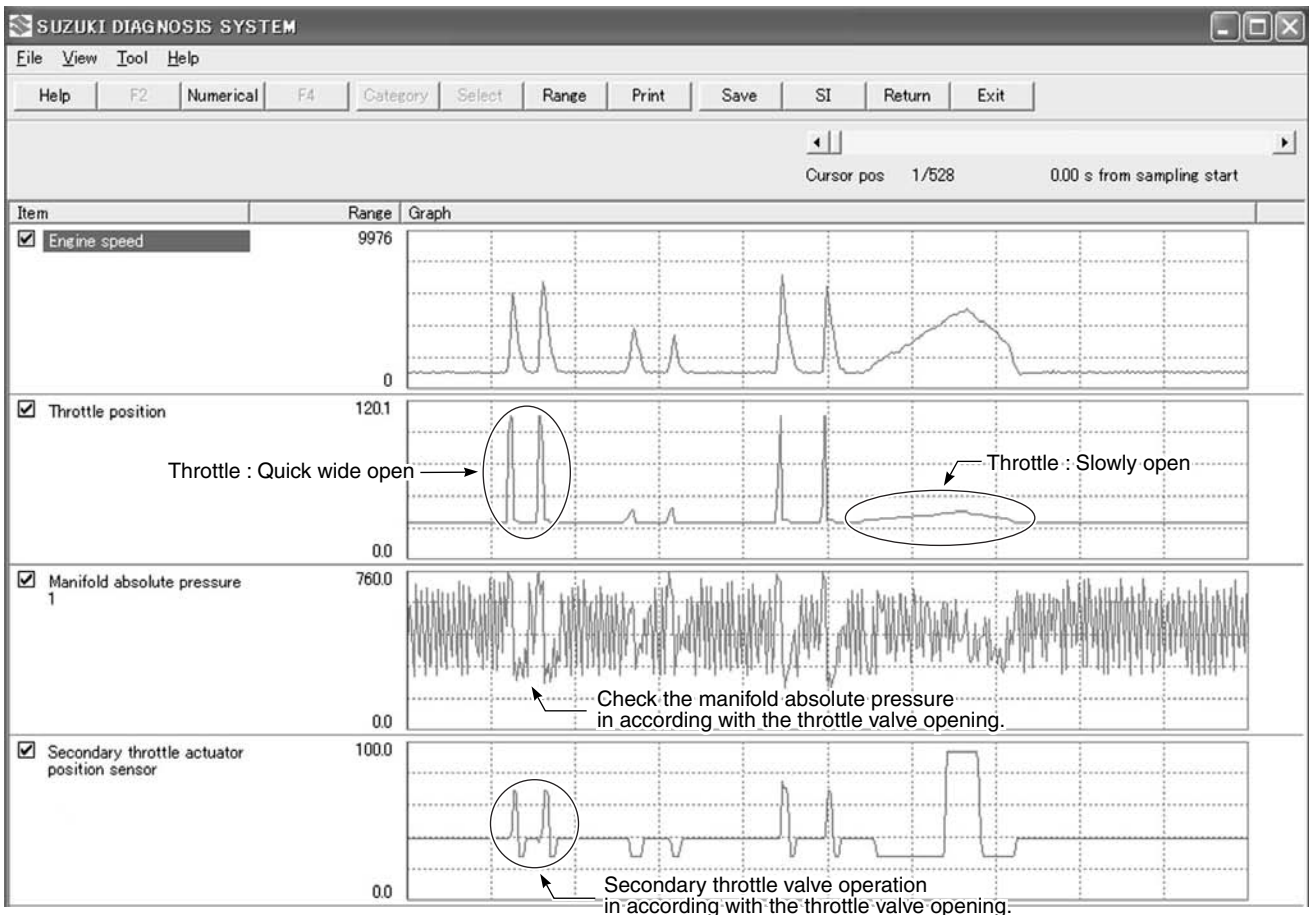 SUZUKI DIAGNOSIS SYSTEM
File View Tool Help
Help F2 Numerical F4 Category Select Range Print Save SI Return Exit
Cursor pos 1/528 0.00 s from sampling start
Item Range Graph
Engine speed 9976
0
Throttle position 120.1
Throttle : Quick wide open
Throttle : Slowly open
0.0
Manifold absolute pressure 760.0
1
Check the manifold absolute pressure
in according with the throttle valve opening.
0.0
Secondary throttle actuator 100.0
position sensor
0.0
Secondary throttle valve operation
in according with the throttle valve opening.